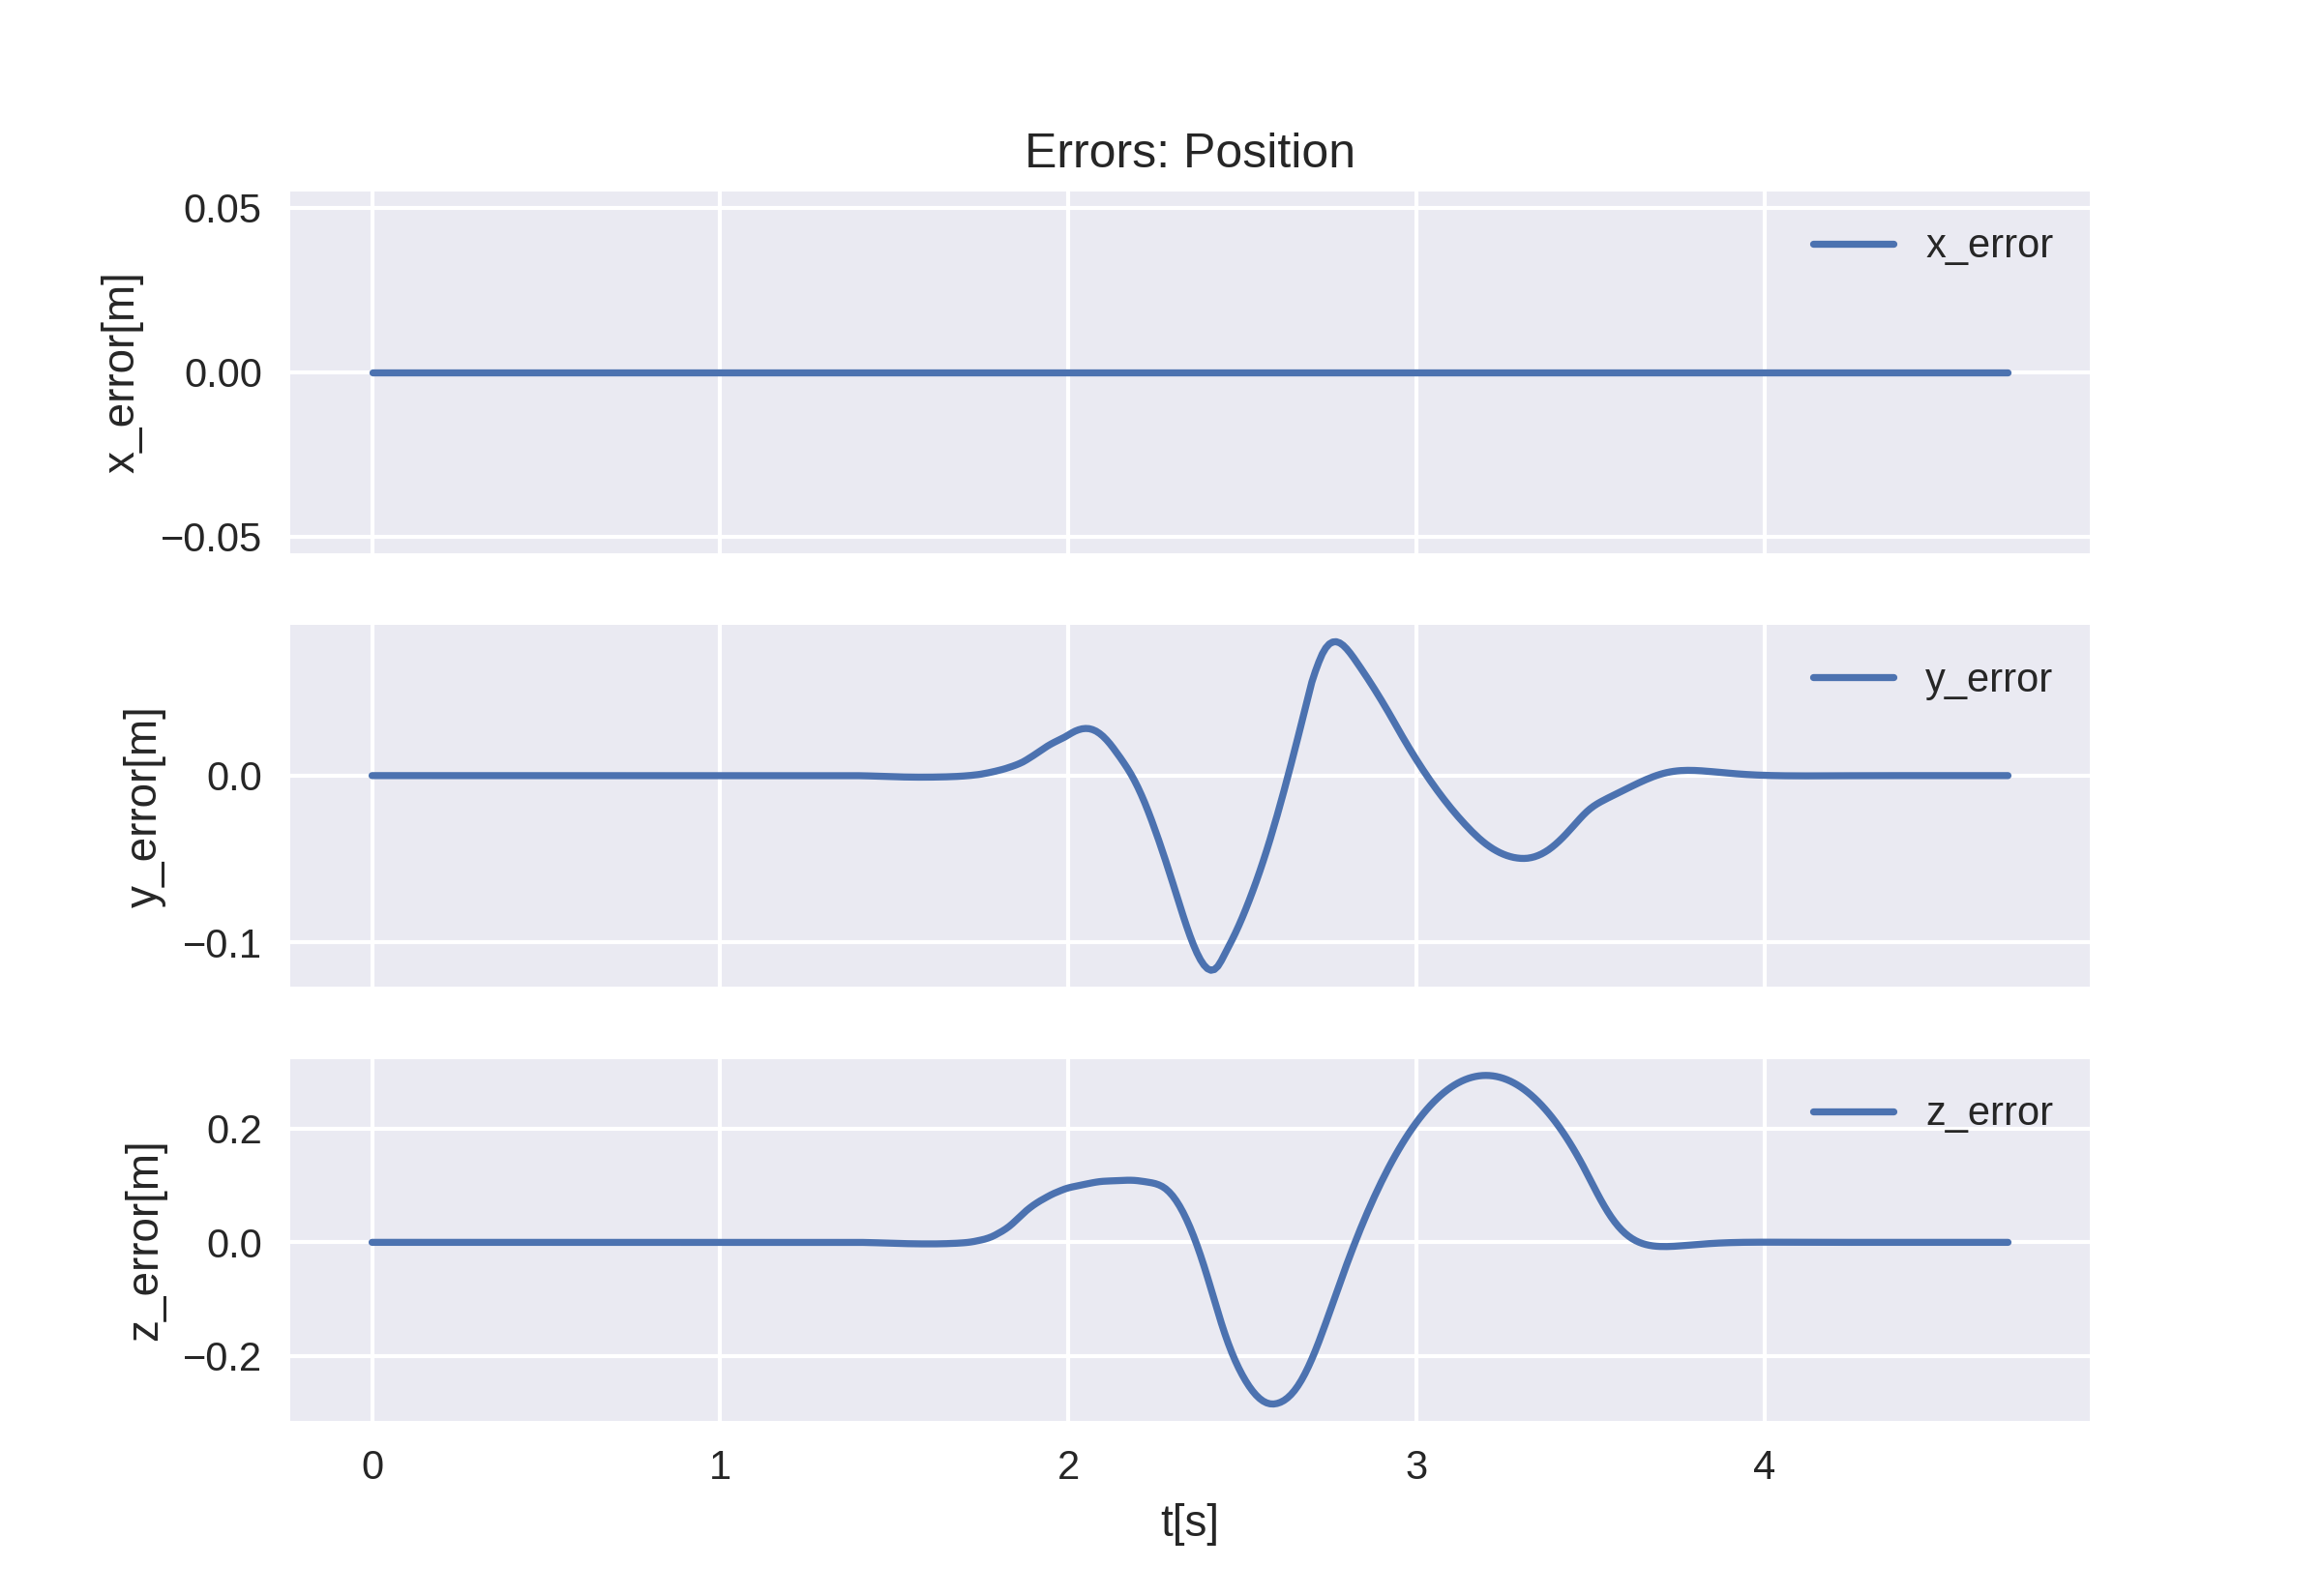 Errors: Position
0.05
0.00
−0.05
x_error[m]
x_error
0.0
−0.1
y_error[m]
y_error
0.2
0.0
−0.2
z_error[m]
z_error
0 1 2 3 4
t[s]